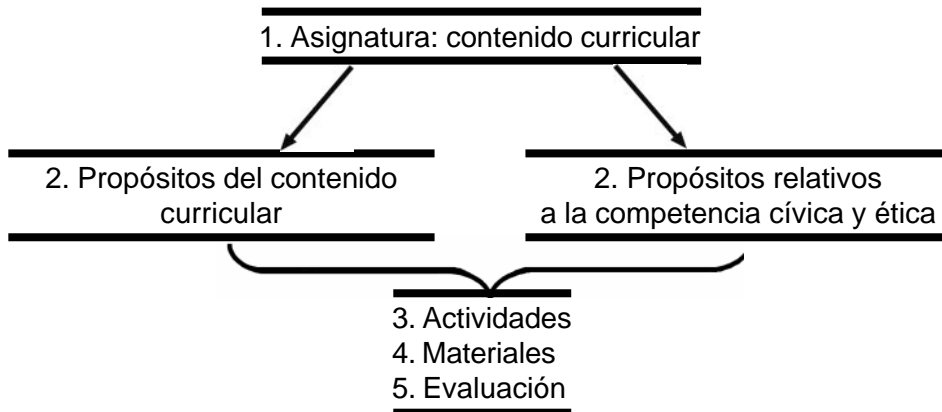 1. Asignatura: contenido curricular
2. Propósitos del contenido
curricular
2. Propósitos relativos
a la competencia cívica y ética
3. Actividades
4. Materiales
5. Evaluación